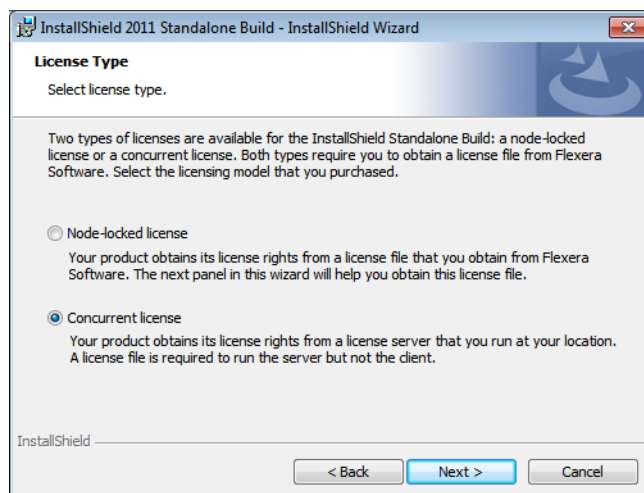 InstallShield 2011 Standalone Build - InstallShield Wizard
License Type
Select license type.
Two types of licenses are available for the InstallShield Standalone Build: a node-locked
license or a concurrent license. Both types require you to obtain a license file from Flexera
Software. Select the licensing model that you purchased.
Node-locked license
Your product obtains its license rights from a license file that you obtain from Flexera
Software. The next panel in this wizard will help you obtain this license file.
Concurrent license
Your product obtains its license rights from a license server that you run at your location.
A license file is required to run the server but not the client.
InstallShield
< Back Next > Cancel